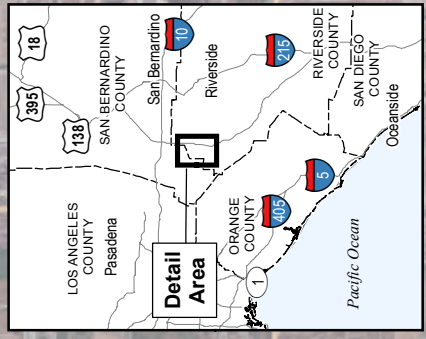 18
395
138
SAN BERNARDINO
COUNTY
San Bernardino
10
Riverside
215
RIVERSIDE
COUNTY
SAN DIEGO
COUNTY
Oceanside
LOS ANGELES
COUNTY
Pasadena
ORANGE
COUNTY
405
5
Detail
Area
1
Pacific Ocean